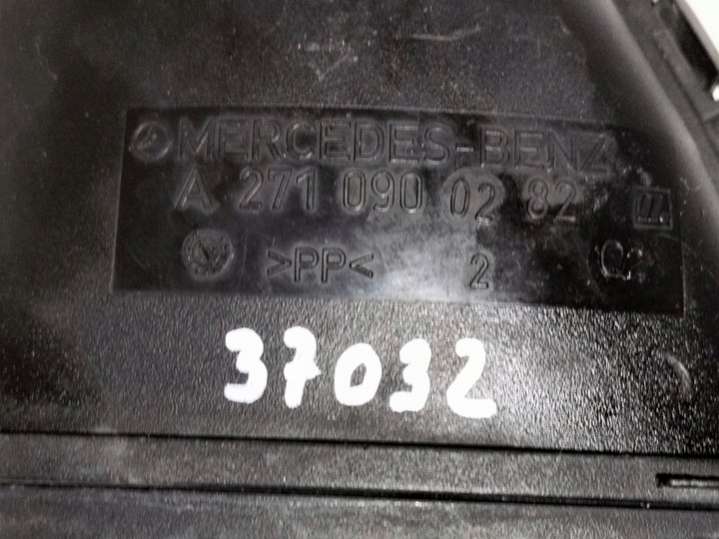 MERCEDES-BENZ
A 271 090 02 82
>PP< 2
37032